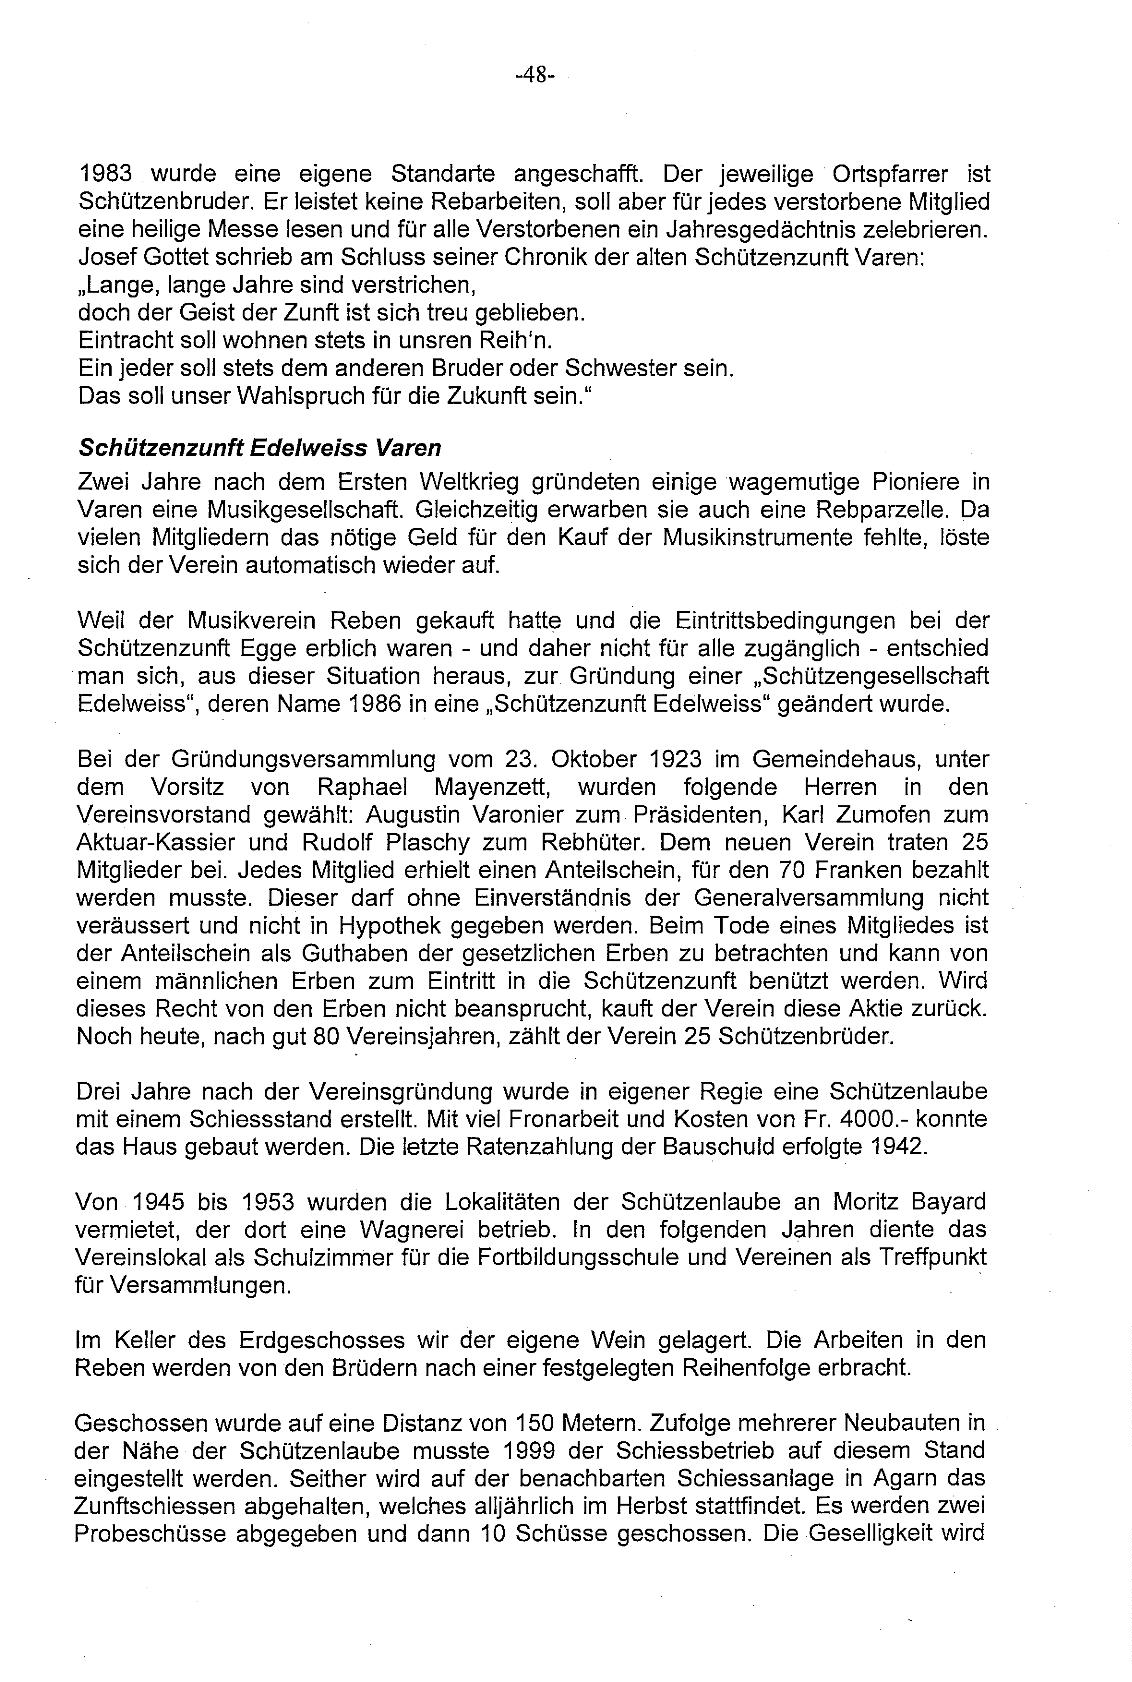 -48-
1983 wurde eine eigene Standarte angeschafft. Der jeweilige Ortspfarrer ist
Schützenbruder. Er leistet keine Rebarbeiten, soll aber für jedes verstorbene Mitglied
eine heilige Messe lesen und für alle Verstorbenen ein Jahresgedächtnis zelebrieren.
Josef Gottet schrieb am Schluss seiner Chronik der alten Schützenzunft Varen:
„Lange, lange Jahre sind verstrichen,
doch der Geist der Zunft ist sich treu geblieben.
Eintracht soll wohnen stets in unsren Reih‘n.
Ein jeder soll stets dem anderen Bruder oder Schwester sein.
Das soll unser Wahlspruch für die Zukunft sein.“
Schützenzunft Edelweiss Varen
Zwei Jahre nach dem Ersten Weltkrieg gründeten einige wagemutige Pioniere in
Varen eine Musikgesellschaft. Gleichzeitig erwarben sie auch eine Rebparzelle. Da
vielen Mitgliedern das nötige Geld für den Kauf der Musikinstrumente fehlte, löste
sich der Verein automatisch wieder auf.
Weil der Musikverein Reben gekauft hatte und die Eintrittsbedingungen bei der
Schützenzunft Egge erblich waren - und daher nicht für alle zugänglich - entschied
man sich, aus dieser Situation heraus, zur Gründung einer „Schützengesellschaft
Edelweiss“, deren Name 1986 in eine „Schützenzunft Edelweiss“ geändert wurde.
Bei der Gründungsversammlung vom 23. Oktober 1923 im Gemeindehaus, unter
dem Vorsitz von Raphael Mayenzett, wurden folgende Herren in den
Vereinsvorstand gewählt: Augustin Varonier zum Präsidenten, Karl Zumofen zum
Aktuar-Kassier und Rudolf Plaschy zum Rebhüter. Dem neuen Verein traten 25
Mitglieder bei. Jedes Mitglied erhielt einen Anteilschein, für den 70 Franken bezahlt
werden musste. Dieser darf ohne Einverständnis der Generalversammlung nicht
veräussert und nicht in Hypothek gegeben werden. Beim Tode eines Mitgliedes ist
der Anteilschein als Guthaben der gesetzlichen Erben zu betrachten und kann von
einem männlichen Erben zum Eintritt in die Schützenzunft benützt werden. Wird
dieses Recht von den Erben nicht beansprucht, kauft der Verein diese Aktie zurück.
Noch heute, nach gut 80 Vereinsjahren, zählt der Verein 25 Schützenbrüder.
Drei Jahre nach der Vereinsgründung wurde in eigener Regie eine Schützenlaube
mit einem Schiessstand erstellt. Mit viel Fronarbeit und Kosten von Fr. 4000.- konnte
das Haus gebaut werden. Die letzte Ratenzahlung der Bauschuld erfolgte 1942.
Von 1945 bis 1953 wurden die Lokalitäten der Schützenlaube an Moritz Bayard
vermietet, der dort eine Wagnerei betrieb. In den folgenden Jahren diente das
Vereinslokal als Schulzimmer für die Fortbildungsschule und Vereinen als Treffpunkt
für Versammlungen.
Im Keller des Erdgeschosses wir der eigene Wein gelagert. Die Arbeiten in den
Reben werden von den Brüdern nach einer festgelegten Reihenfolge erbracht.
Geschossen wurde auf eine Distanz von 150 Metern. Zufolge mehrerer Neubauten in
der Nähe der Schützenlaube musste 1999 der Schiessbetrieb auf diesem Stand
eingestellt werden. Seither wird auf der benachbarten Schiessanlage in Agarn das
Zunftschiessen abgehalten, welches alljährlich im Herbst stattfindet. Es werden zwei
Probeschüsse abgegeben und dann 10 Schüsse geschossen. Die Geselligkeit wird